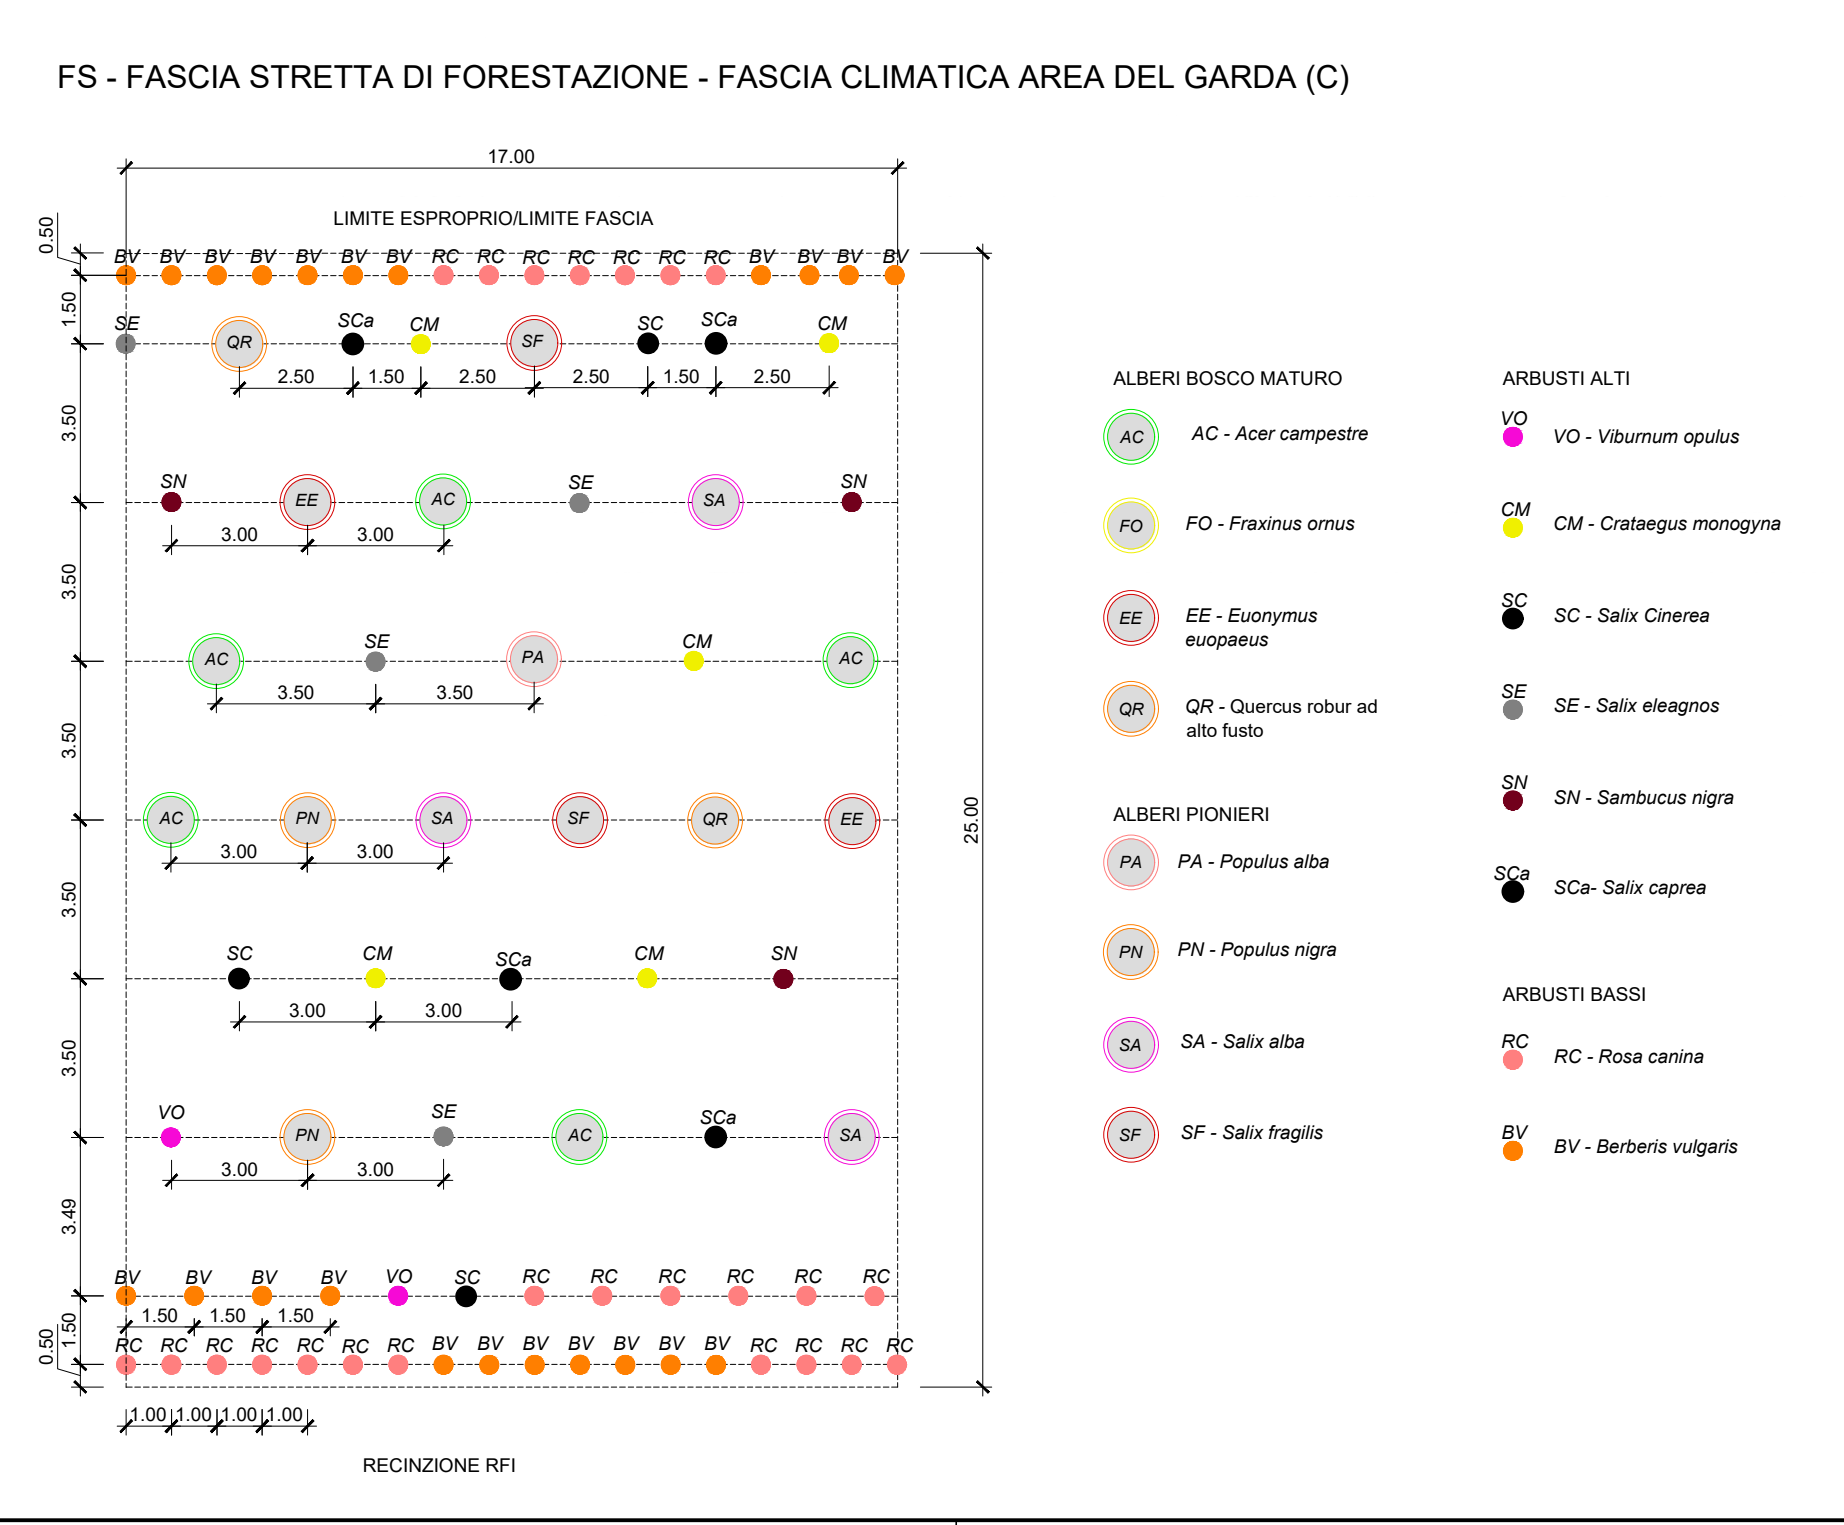 FS - FASCIA STRETTA DI FORESTAZIONE - FASCIA CLIMATICA AREA DEL GARDA (C)
17.00
LIMITE ESPROPRIO/LIMITE FASCIA
0.50
BV BV BV BV BV BV BV RC RC RC RC RC RC RC BV BV BV BV
1.50
SE QR SCa CM SF SC SCa CM
2.50 1.50 2.50 2.50 1.50 2.50
3.50
SN EE AC SE SA SN
3.00 3.00
3.50
AC SE PA CM AC
3.50 3.50
3.50
AC PN SA SF QR EE
3.00 3.00
3.50
SC CM SCa CM SN
3.00 3.00
3.50
VO PN SE AC SCa SA
3.00 3.00
3.49
BV BV BV BV VO SC RC RC RC RC RC RC
1.50 1.50 1.50
1.50
0.50
RC RC RC RC RC RC RC BV BV BV BV BV BV BV RC RC RC RC
1.00 1.00 1.00 1.00
RECINZIONE RFI
25.00
ALBERI BOSCO MATURO
AC AC - Acer campestre
FO FO - Fraxinus ornus
EE EE - Euonymus
euopaeus
QR QR - Quercus robur ad
alto fusto
ALBERI PIONIERI
PA PA - Populus alba
PN PN - Populus nigra
SA SA - Salix alba
SF SF - Salix fragilis
ARBUSTI ALTI
VO
VO - Viburnum opulus
CM
CM - Crataegus monogyna
SC
SC - Salix Cinerea
SE
SE - Salix eleagnos
SN
SN - Sambucus nigra
SCa
SCa- Salix caprea
ARBUSTI BASSI
RC
RC - Rosa canina
BV
BV - Berberis vulgaris